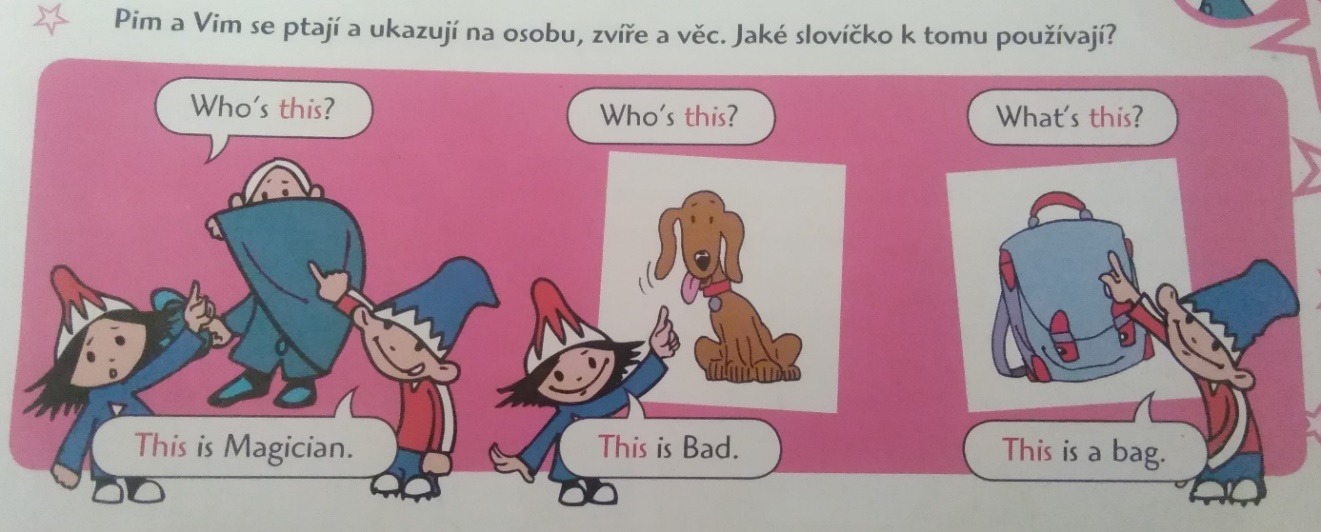 Pim a Vim se ptají a ukazují na osobu, zvíře a věc. Jaké slovíčko k tomu používají?
Who's this?
This is Magician.
Who's this?
This is Bad.
What's this?
This is a bag.